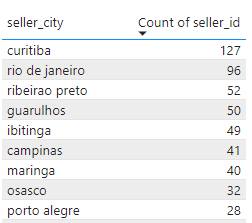 seller_city Count of seller_id
curitiba 127
rio de janeiro 96
ribeirao preto 52
guarulhos 50
ibitinga 49
campinas 41
maringa 40
osasco 32
porto alegre 28